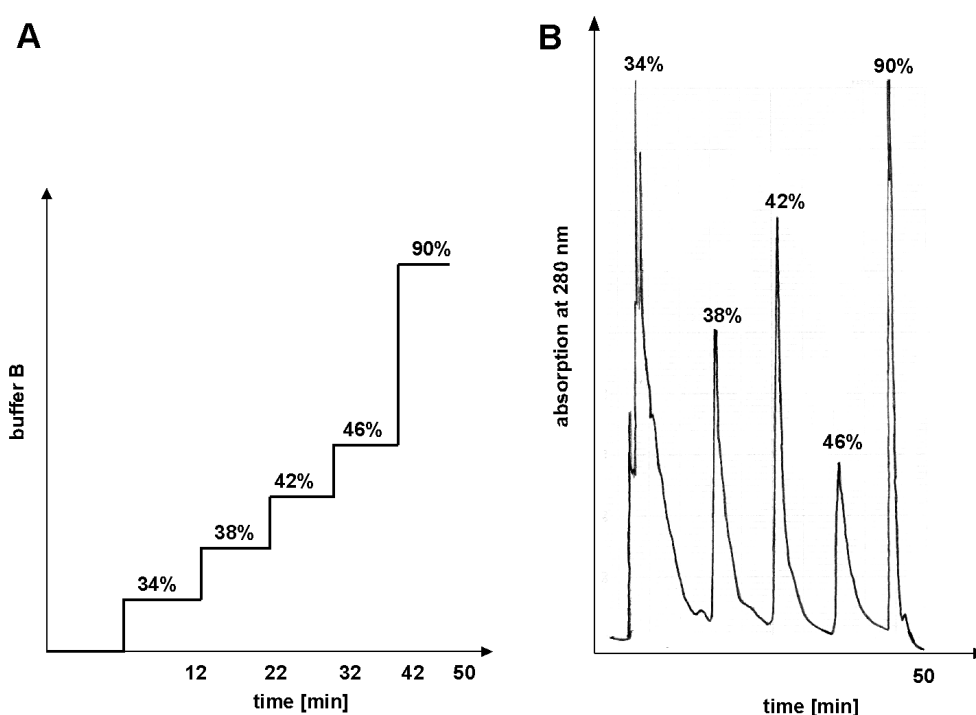 A
buffer B
34%
38%
42%
46%
90%
12 22 32 42 50
time [min]
B
absorption at 280 nm
34%
38%
42%
46%
90%
50
time [min]